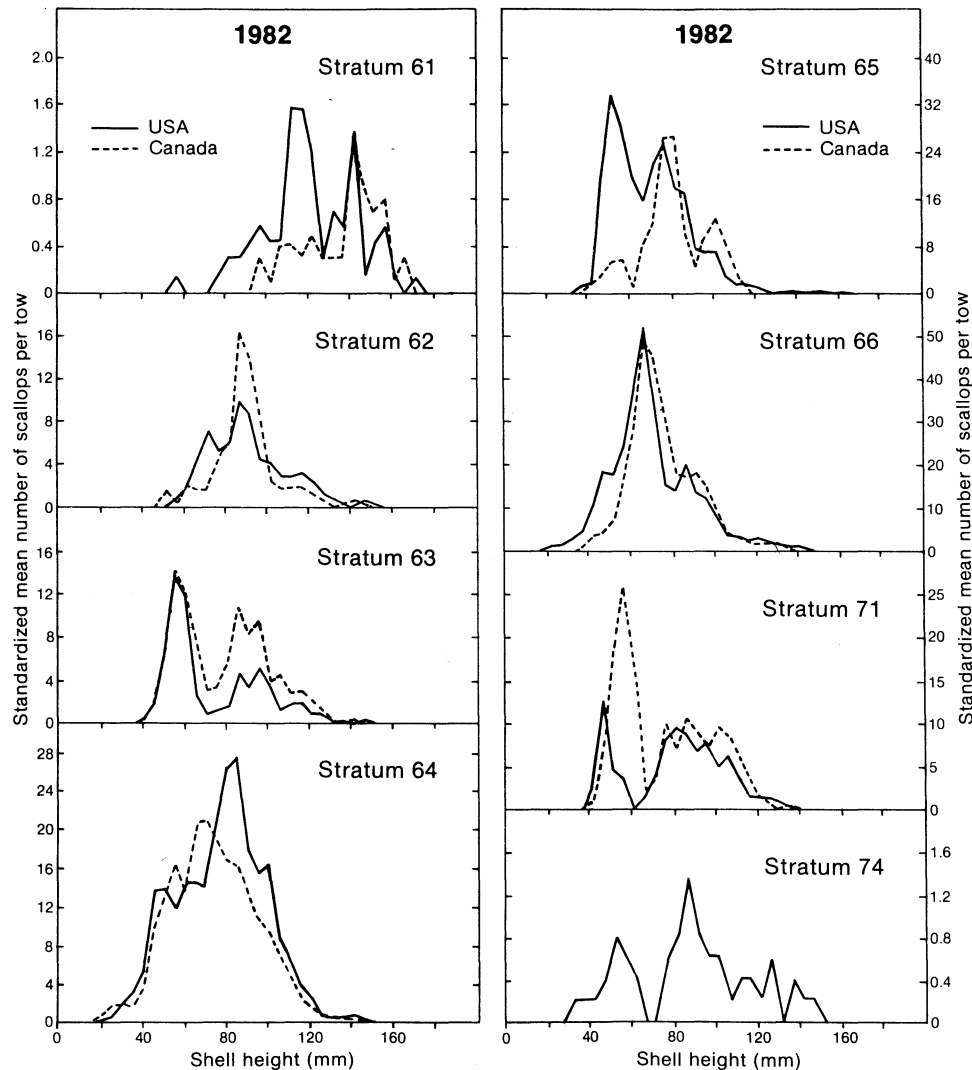 1982
Stratum 61
2.0
1.6
1.2
0.8
0.4
0
USA
Canada
Stratum 62
16
12
8
4
0
Stratum 63
16
12
8
4
0
Stratum 64
28
24
20
16
12
8
4
0
40 80 120 160
Shell height (mm)
Standardized mean number of scallops per tow
1982
Stratum 65
40
32
24
16
8
0
USA
Canada
Stratum 66
50
40
30
20
10
0
Stratum 71
25
20
15
10
5
0
Stratum 74
1.6
1.2
0.8
0.4
0
40 80 120 160
Shell height (mm)
Standardized mean number of scallops per tow